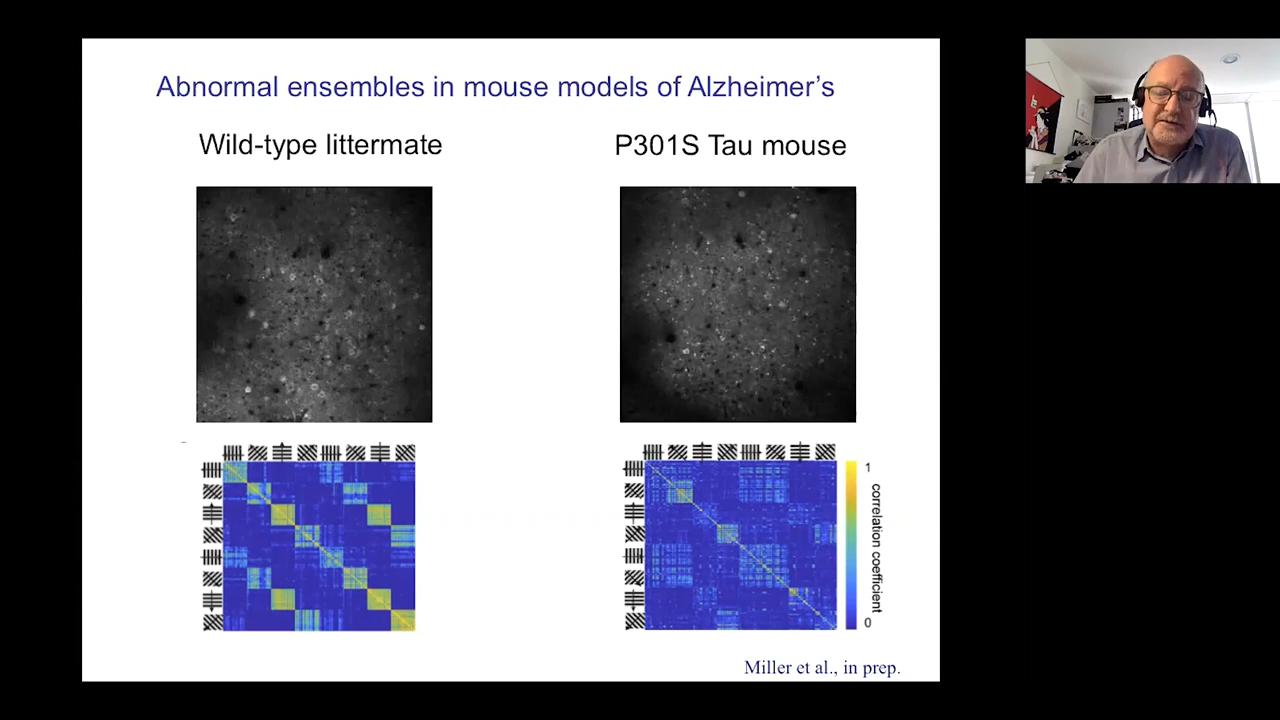 Abnormal ensembles in mouse models of Alzheimer's
Wild-type littermate
P301S Tau mouse
1
correlation coefficient
0
Miller et al., in prep.